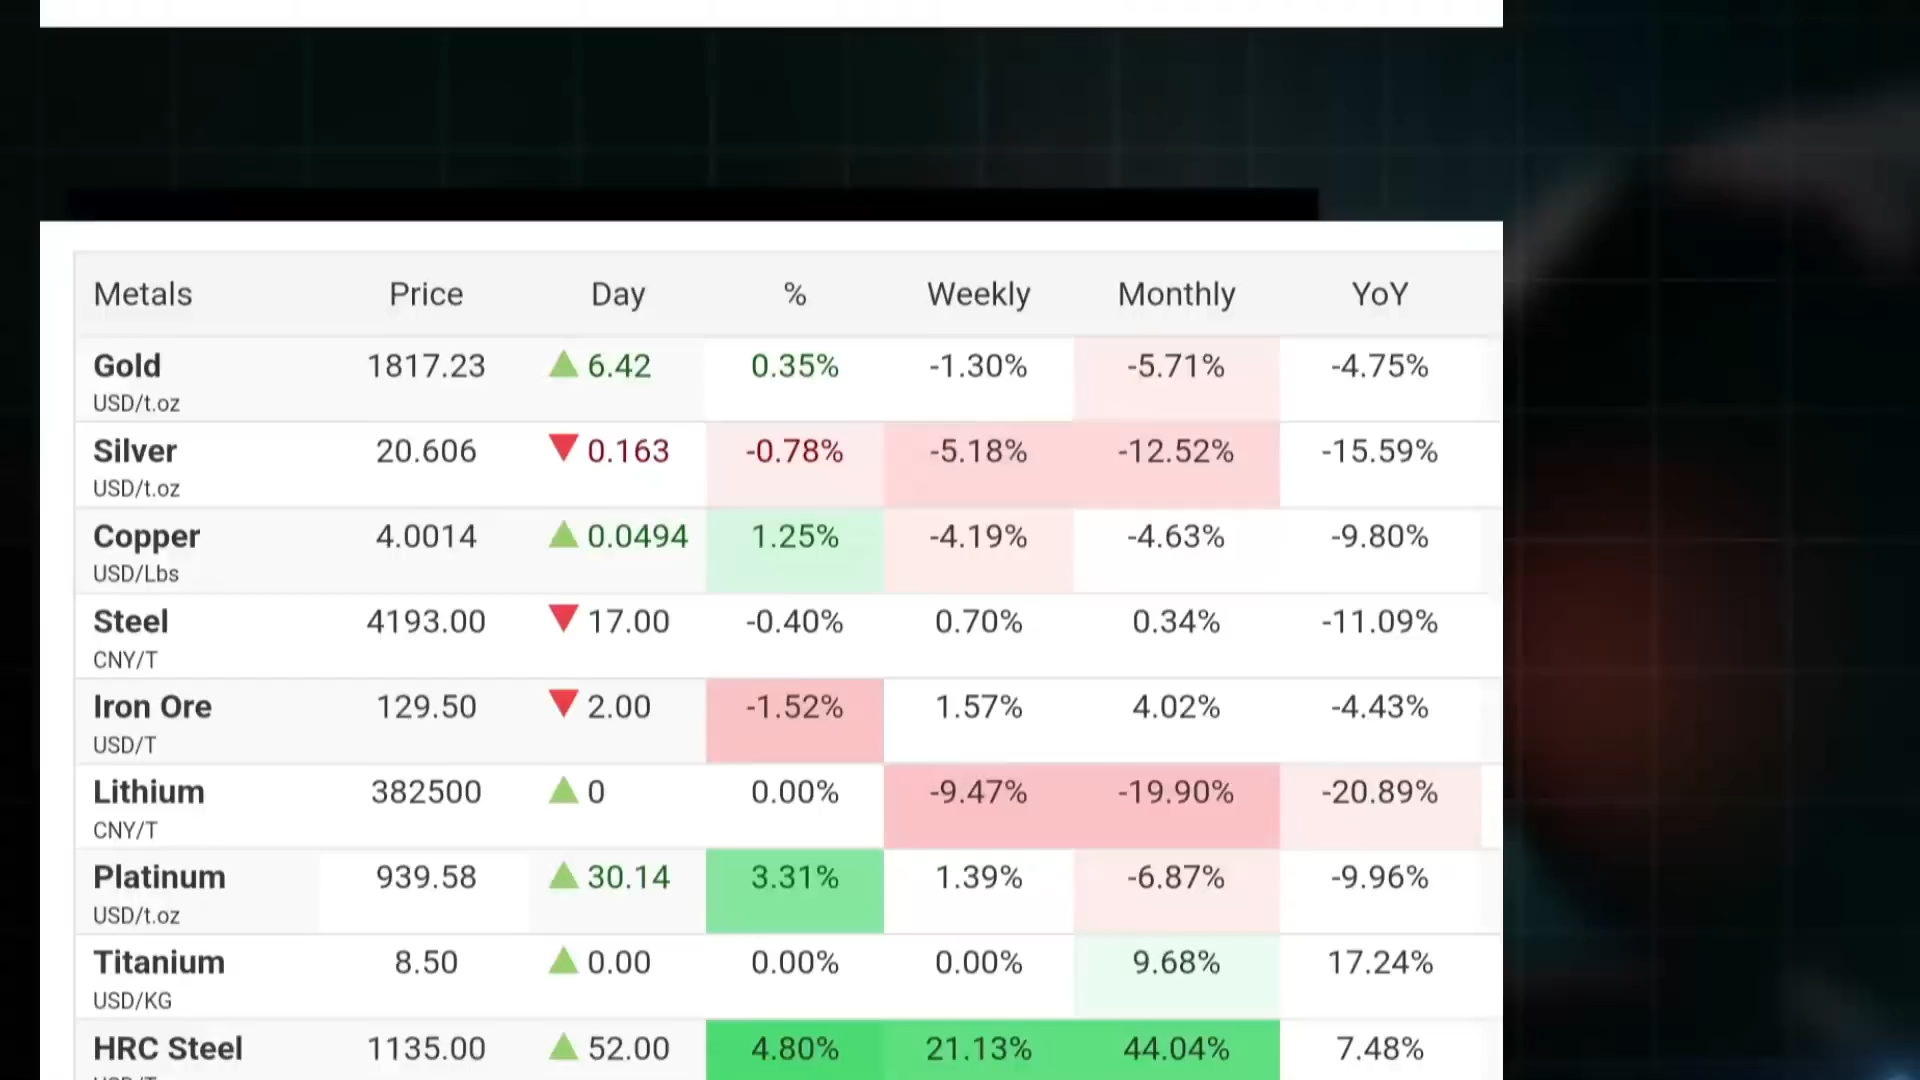 Metals Price Day % Weekly Monthly YoY
Gold 1817.23 6.42 0.35% -1.30% -5.71% -4.75%
USD/t.oz
Silver 20.606 0.163 -0.78% -5.18% -12.52% -15.59%
USD/t.oz
Copper 4.0014 0.0494 1.25% -4.19% -4.63% -9.80%
USD/Lbs
Steel 4193.00 17.00 -0.40% 0.70% 0.34% -11.09%
CNY/T
Iron Ore 129.50 2.00 -1.52% 1.57% 4.02% -4.43%
USD/T
Lithium 382500 0 0.00% -9.47% -19.90% -20.89%
CNY/T
Platinum 939.58 30.14 3.31% 1.39% -6.87% -9.96%
USD/t.oz
Titanium 8.50 0.00 0.00% 0.00% 9.68% 17.24%
USD/KG
HRC Steel 1135.00 52.00 4.80% 21.13% 44.04% 7.48%